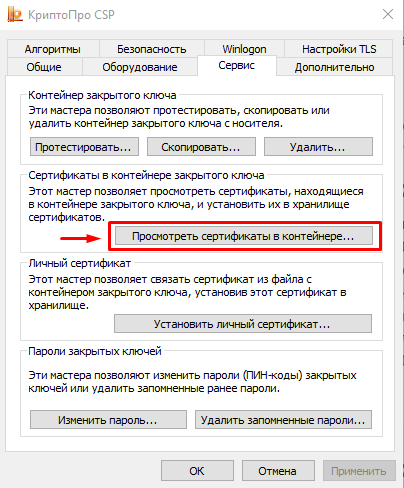 КриптоПро CSP
Алгоритмы Безопасность Winlogon Настройки TLS
Общие Оборудование Сервис Дополнительно
Контейнер закрытого ключа
Эти мастера позволяют протестировать, скопировать или
удалить контейнер закрытого ключа с носителя.
Протестировать... Скопировать... Удалить...
Сертификаты в контейнере закрытого ключа
Этот мастер позволяет просмотреть сертификаты, находящиеся
в контейнере закрытого ключа, и установить их в хранилище
сертификатов.
Просмотреть сертификаты в контейнере...
Личный сертификат
Этот мастер позволяет связать сертификат из файла с
контейнером закрытого ключа, установив этот сертификат в
хранилище.
Установить личный сертификат...
Пароли закрытых ключей
Эти мастера позволяют изменить пароли (ПИН-коды) закрытых
ключей или удалить запомненные ранее пароли.
Изменить пароль... Удалить запомненные пароли...
ОК Отмена Применить